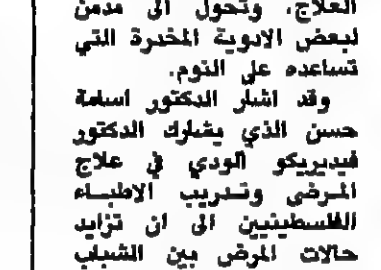 العلاج، وتحول الى مدمن
لبعض الادوية المخدرة التي
تساعده على النوم.
وقد اشار الدكتور اسامة
حسن الذي يشارك الدكتور
فيديريكو الودي في علاج
المرضى وتدريب الاطباء
الفلسطينيين الى ان تزايد
حالات المرض بين الشباب